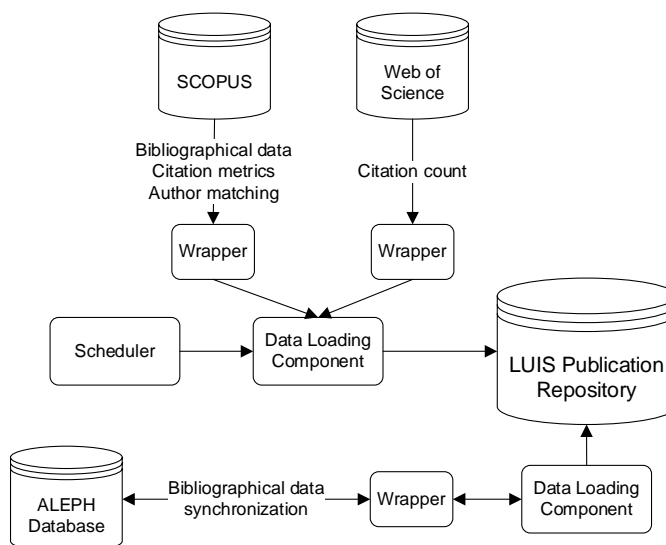 SCOPUS
Web of
Science
Bibliographical data
Citation metrics
Author matching
Citation count
Wrapper
Wrapper
Scheduler
Data Loading
Component
LUIS Publication
Repository
ALEPH
Database
Bibliographical data
synchronization
Wrapper
Data Loading
Component